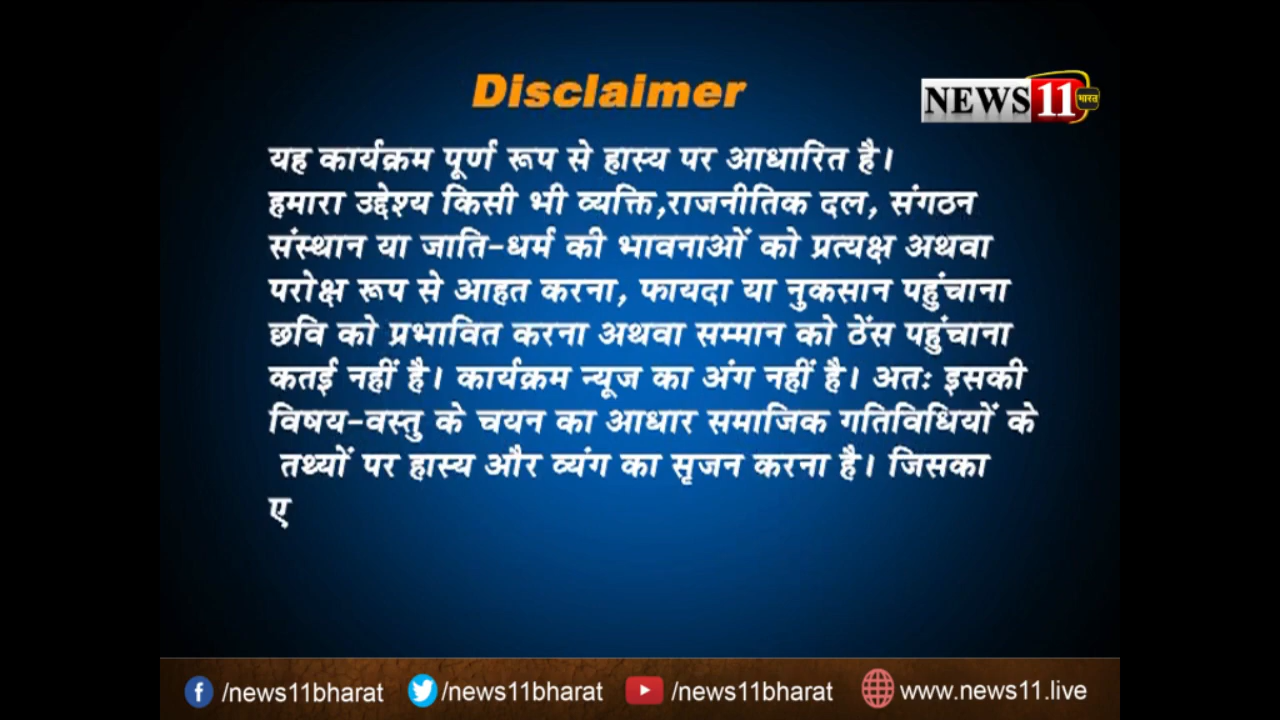 Disclaimer
NEWS 11 भारत
यह कार्यक्रम पूर्ण रूप से हास्य पर आधारित है।
हमारा उद्देश्य किसी भी व्यक्ति,राजनीतिक दल, संगठन
संस्थान या जाति-धर्म की भावनाओं को प्रत्यक्ष अथवा
परोक्ष रूप से आहत करना, फायदा या नुकसान पहुंचाना
छवि को प्रभावित करना अथवा सम्मान को ठेंस पहुंचाना
कतई नहीं है। कार्यक्रम न्यूज का अंग नहीं है। अतः इसकी
विषय-वस्तु के चयन का आधार समाजिक गतिविधियों के
तथ्यों पर हास्य और व्यंग का सृजन करना है। जिसका
ए
/news11bharat /news11bharat /news11bharat www.news11.live